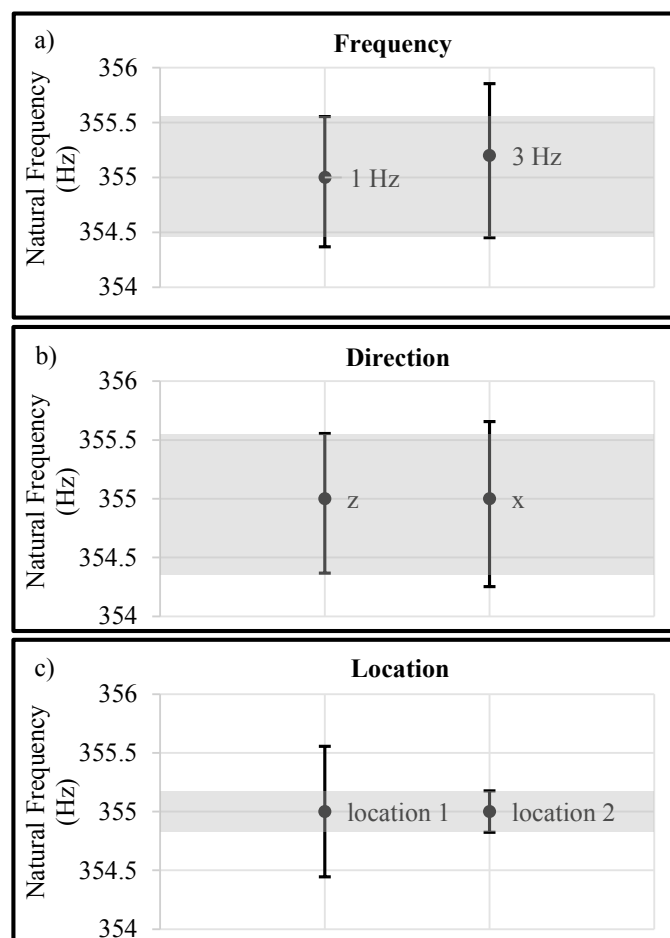 a)
Frequency
Natural Frequency
(Hz)
356
355.5
355
354.5
354
1 Hz
3 Hz
b)
Direction
Natural Frequency
(Hz)
356
355.5
355
354.5
354
z
x
c)
Location
Natural Frequency
(Hz)
356
355.5
355
354.5
354
location 1
location 2